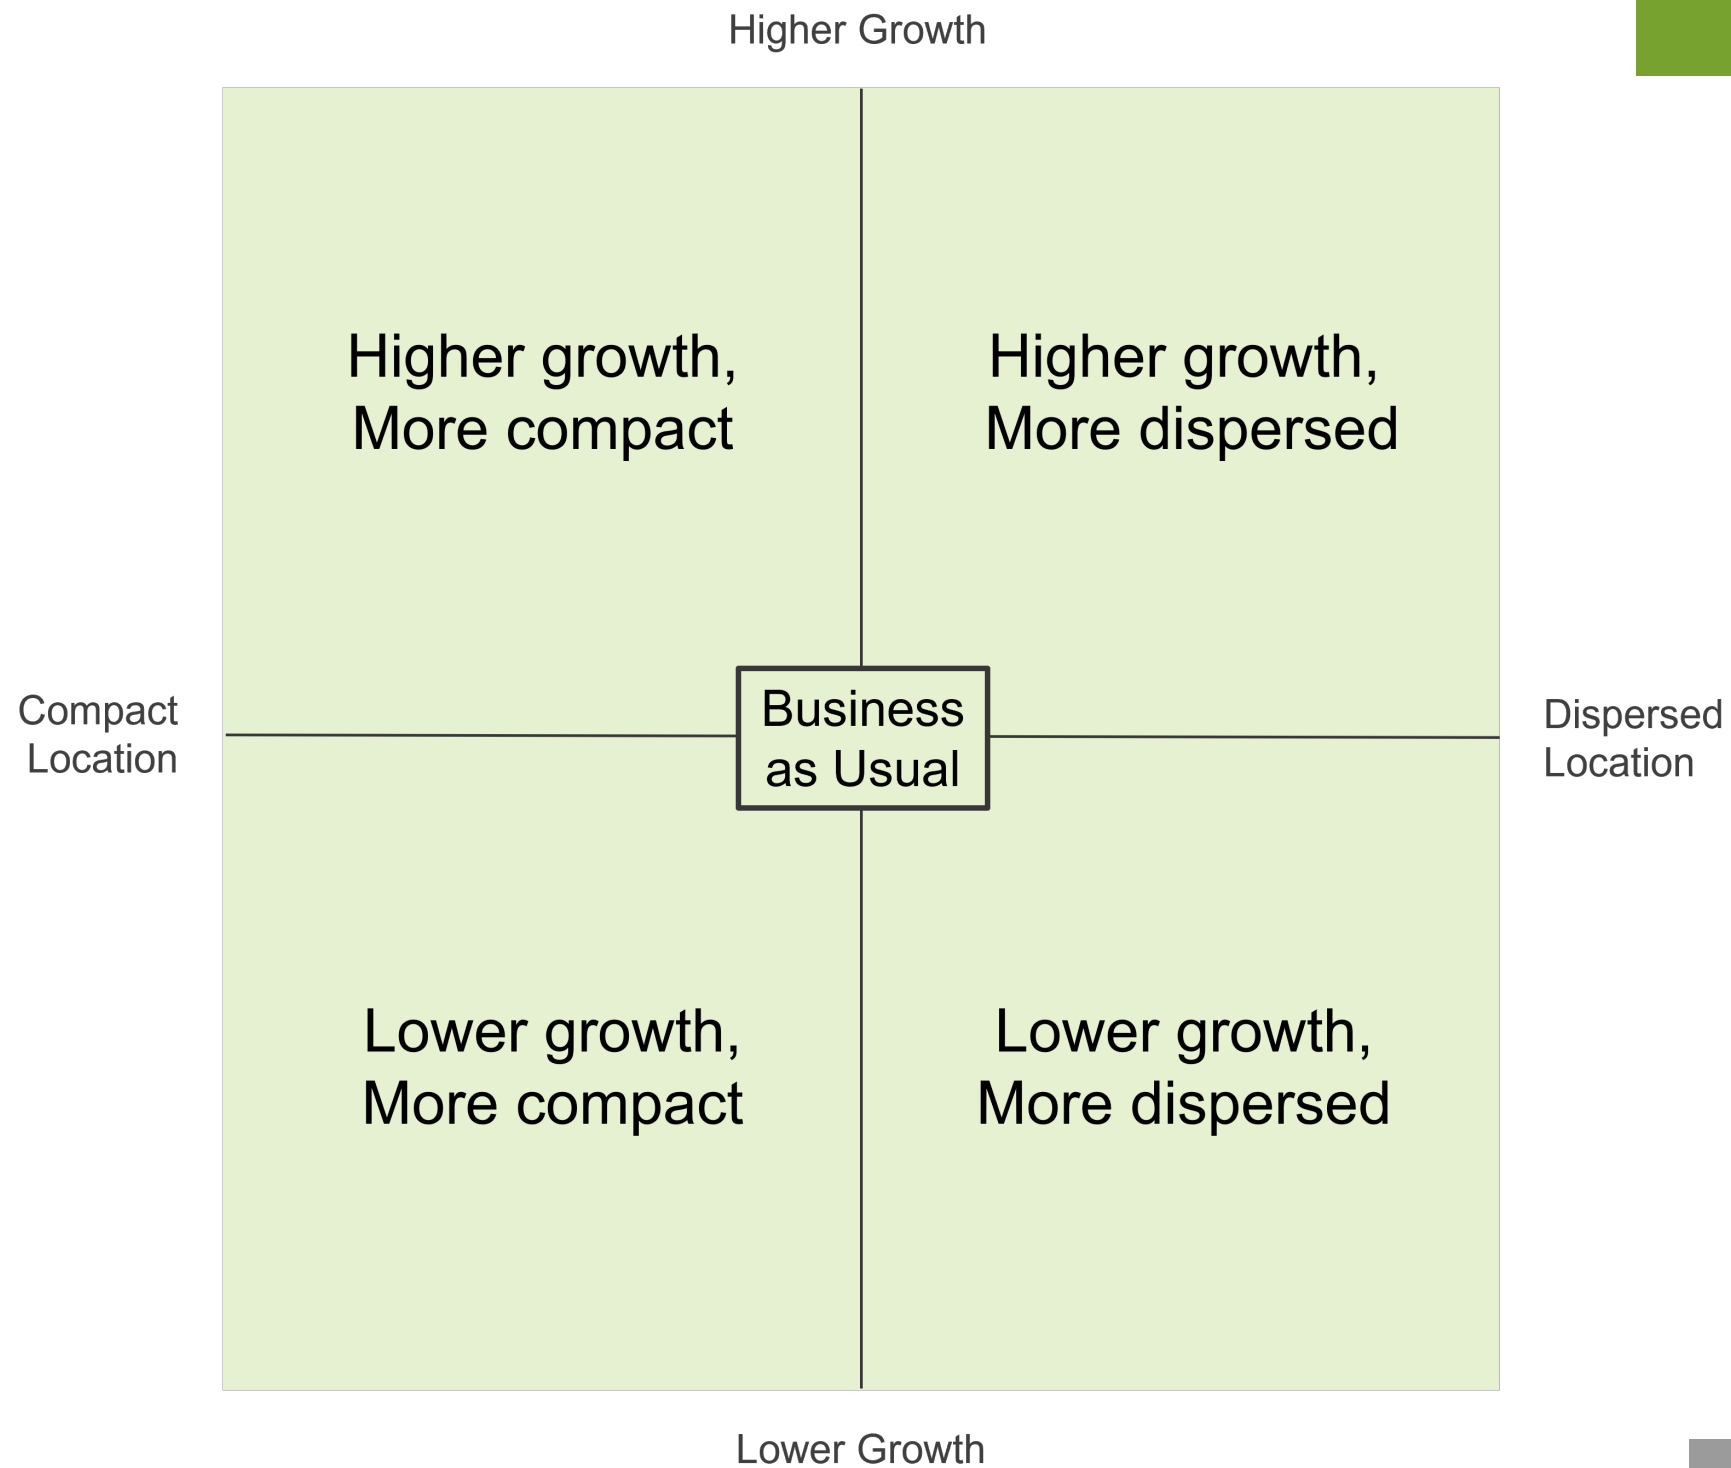 Higher Growth
Higher growth,
More compact
Higher growth,
More dispersed
Compact
Location
Business
as Usual
Dispersed
Location
Lower growth,
More compact
Lower growth,
More dispersed
Lower Growth